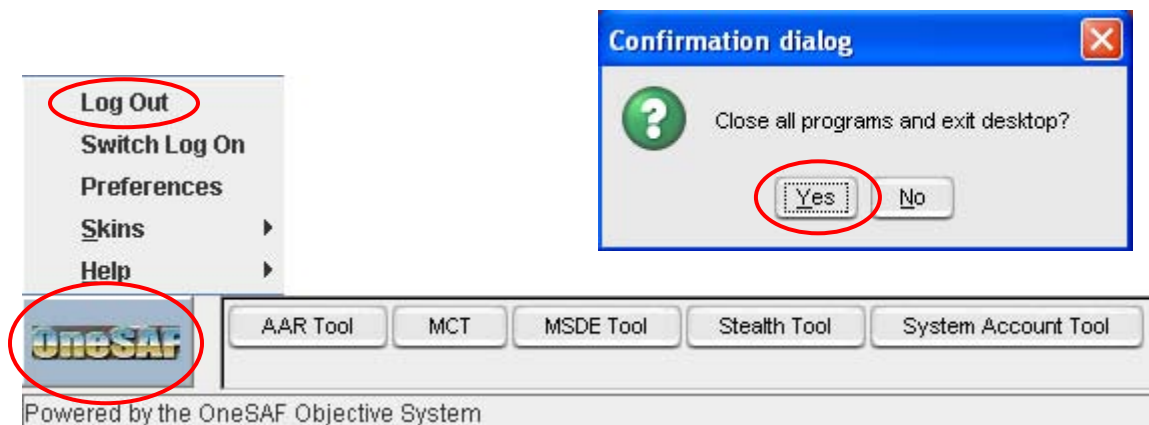 Confirmation dialog
Close all programs and exit desktop?
Yes
No
Log Out
Switch Log On
Preferences
Skins
Help
OneSAF
AAR Tool
MCT
MSDE Tool
Stealth Tool
System Account Tool
Powered by the OneSAF Objective System